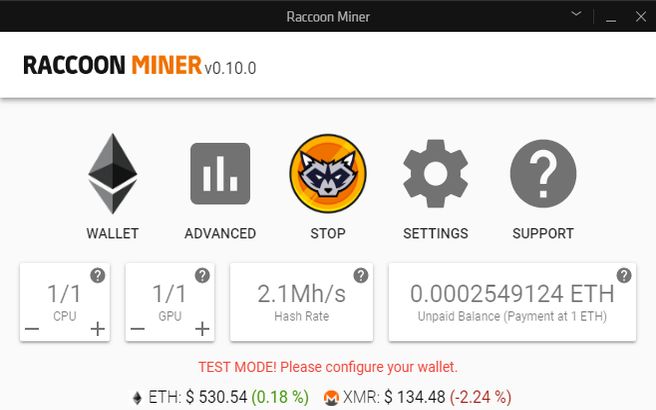 Raccoon Miner
RACCOON MINER v0.10.0
WALLET ADVANCED STOP SETTINGS SUPPORT
1/1 1/1 2.1Mh/s 0.0002549124 ETH
CPU GPU Hash Rate Unpaid Balance (Payment at 1 ETH)
TEST MODE! Please configure your wallet.
ETH: $ 530.54 (0.18 %) XMR: $ 134.48 (-2.24 %)